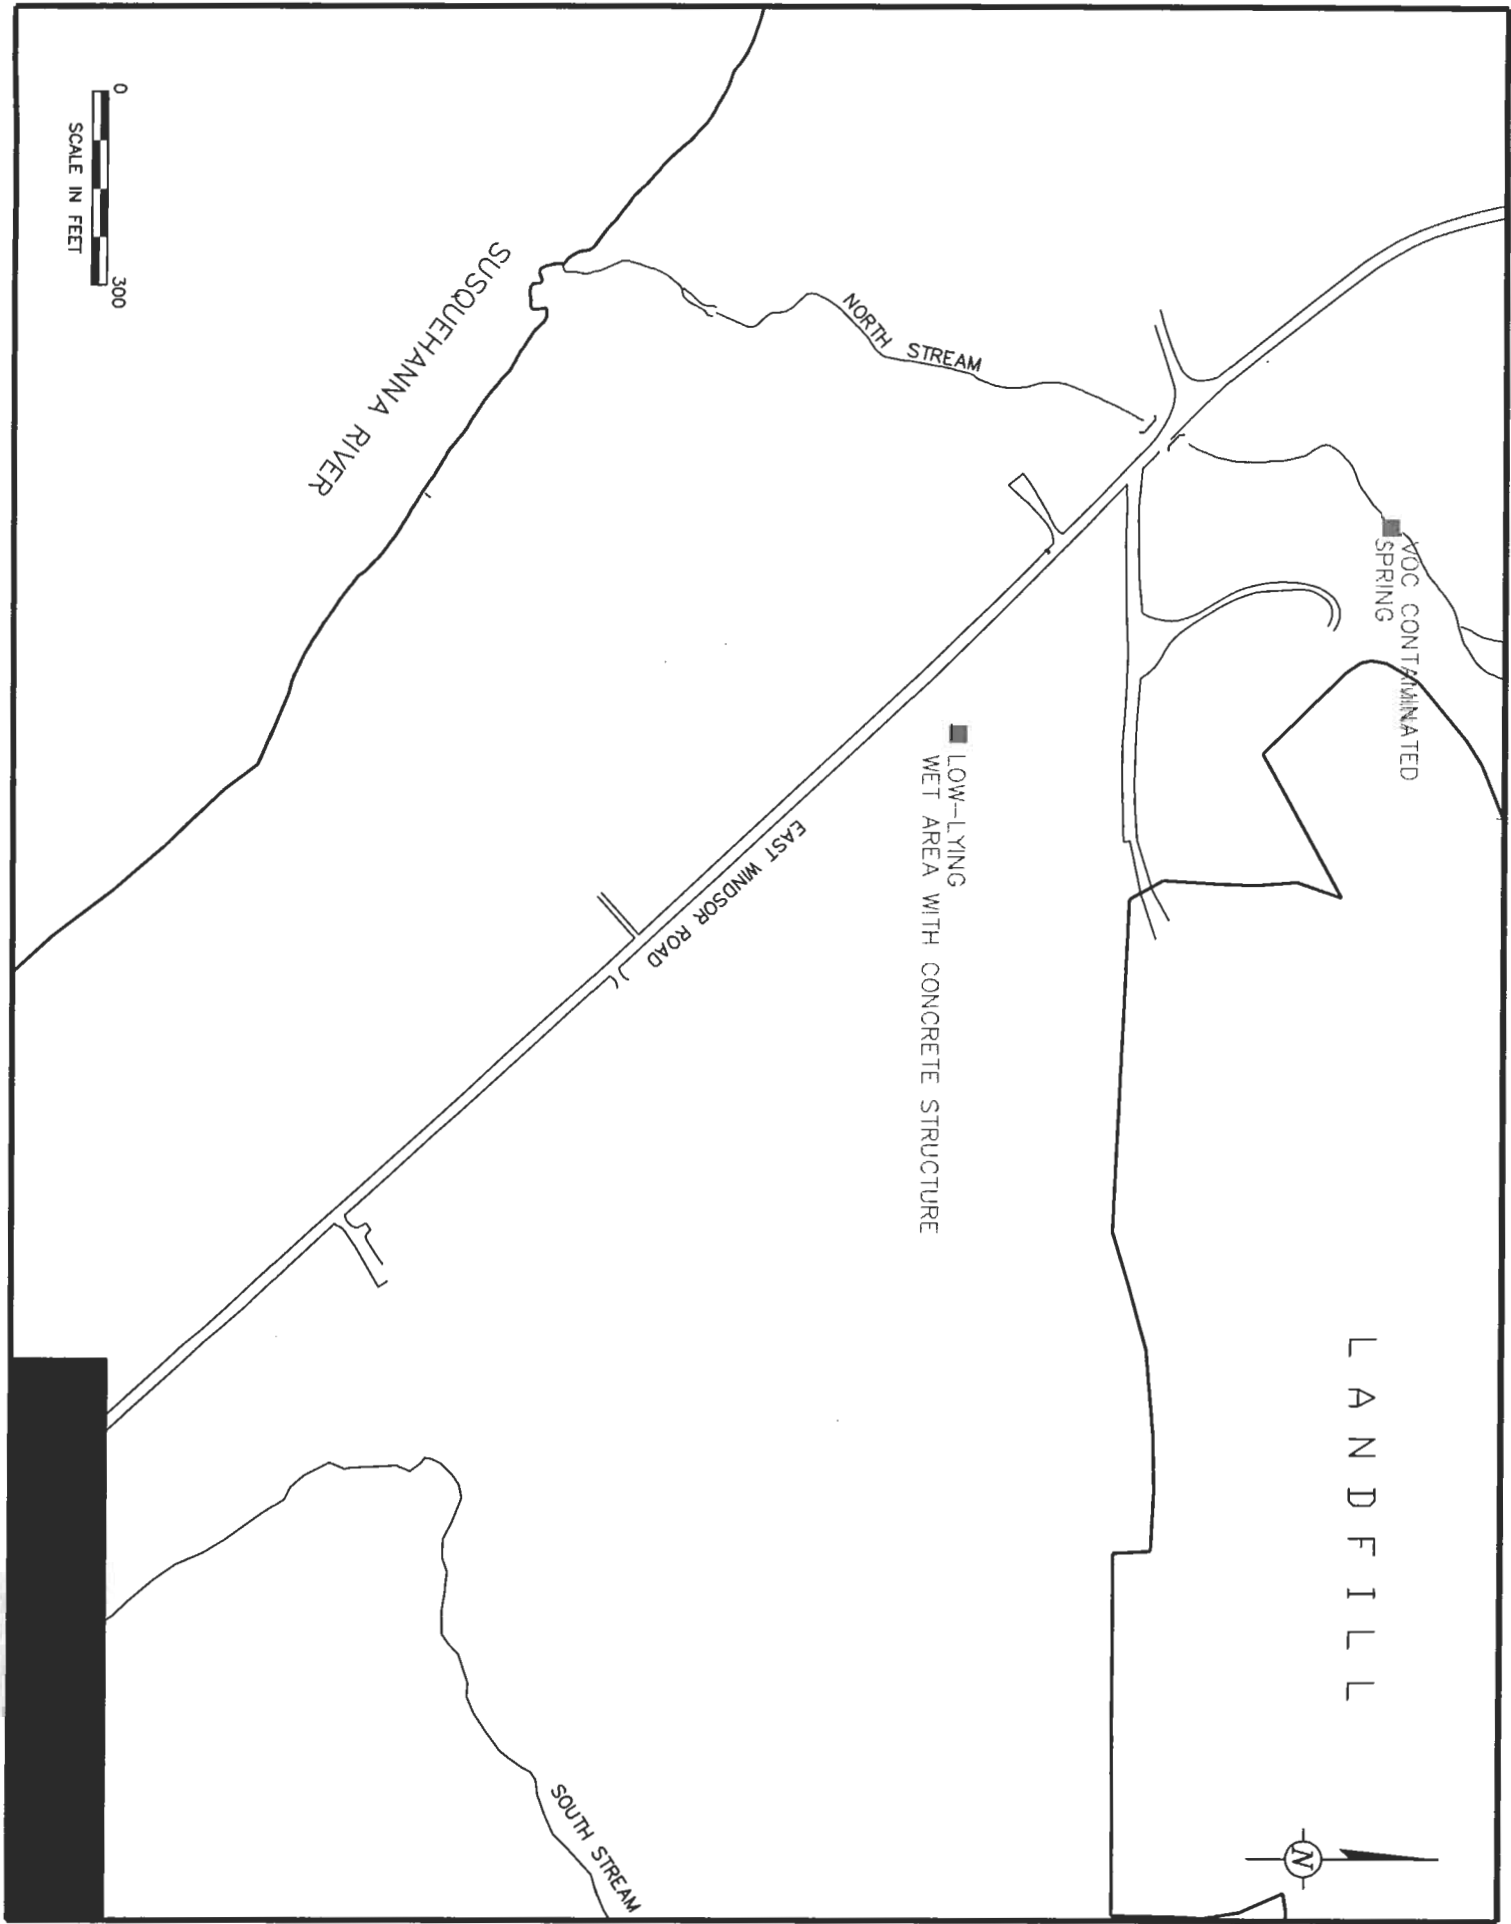 VOC CONTAMINATED
SPRING
LANDFILL
N
LOW-LYING
WET AREA WITH CONCRETE STRUCTURE
NORTH STREAM
EAST WINDSOR ROAD
SOUTH STREAM
SUSQUEHANNA RIVER
0 300
SCALE IN FEET